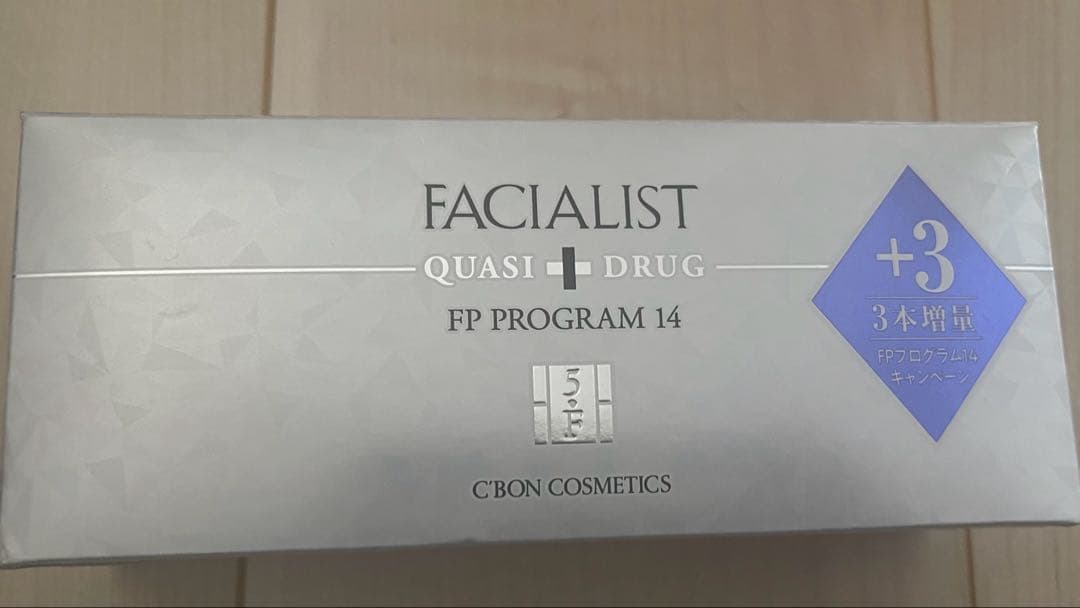 FACIALIST
QUASI DRUG
FP PROGRAM 14
5.F
C'BON COSMETICS
+3
3本増量
FPプログラム14
キャンペーン